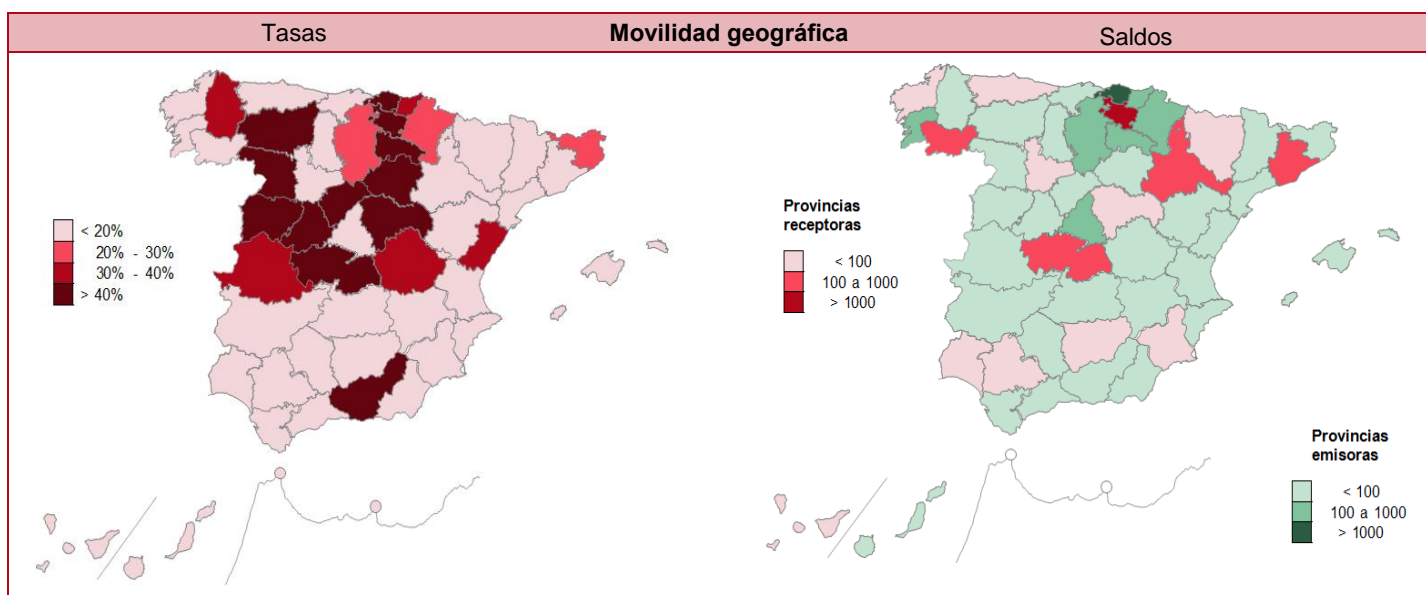 Tasas
Movilidad geográfica
Saldos
< 20%
20% - 30%
30% - 40%
> 40%
Provincias
receptoras
< 100
100 a 1000
> 1000
Provincias
emisoras
< 100
100 a 1000
> 1000